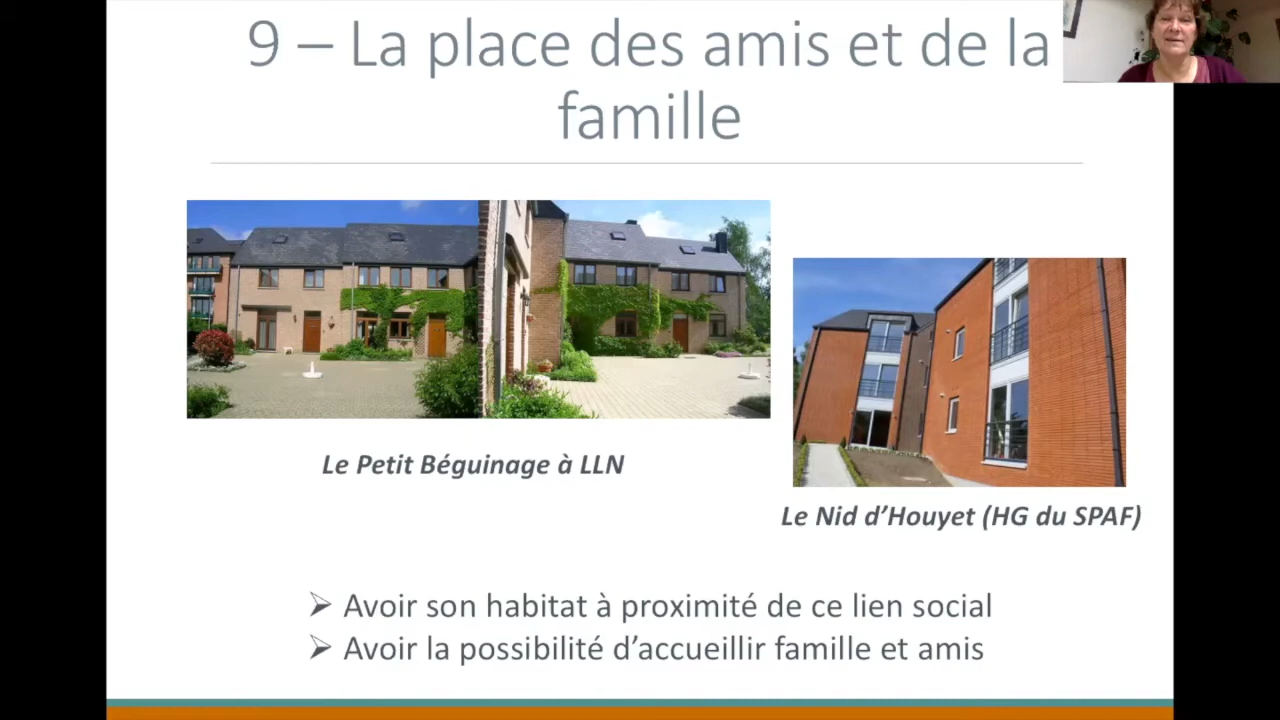 9 – La place des amis et de la
famille
Le Petit Béguinage à LLN
Le Nid d’Houyet (HG du SPAF)
➢ Avoir son habitat à proximité de ce lien social
➢ Avoir la possibilité d’accueillir famille et amis